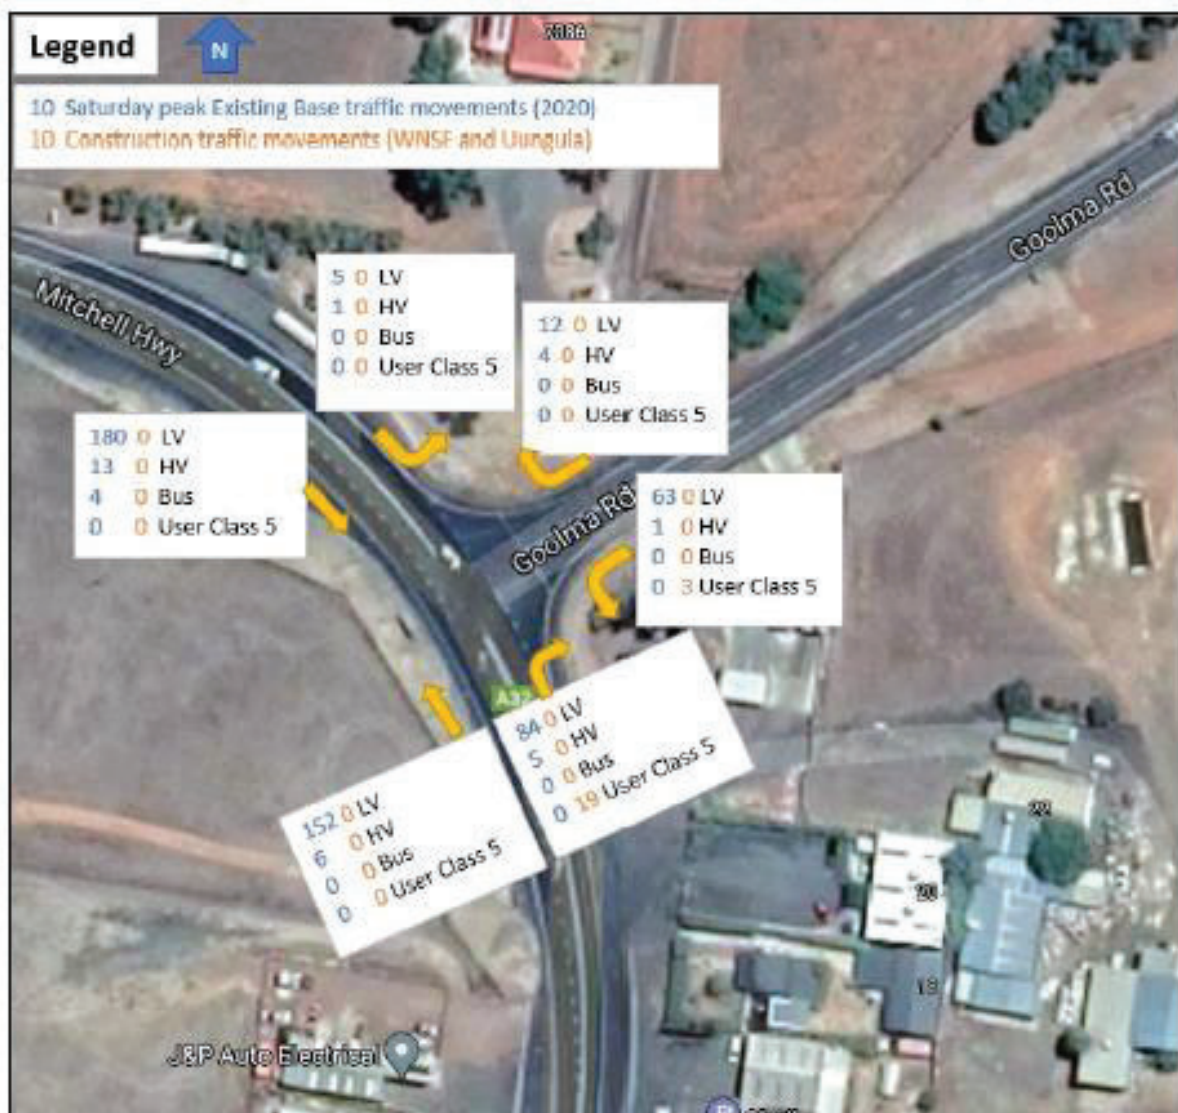 Legend
N
7386
10 Saturday peak Existing Base traffic movements (2020)
10 Construction traffic movements (WNSF and Uungula)
Goolma Rd
Mitchell Hwy
5 0 LV
1 0 HV
0 0 Bus
0 0 User Class 5
12 0 LV
4 0 HV
0 0 Bus
0 0 User Class 5
180 0 LV
13 0 HV
4 0 Bus
0 0 User Class 5
Goolma Rd
63 0 LV
1 0 HV
0 0 Bus
0 3 User Class 5
84 0 LV
5 0 HV
0 0 Bus
0 19 User Class 5
152 0 LV
6 0 HV
0 0 Bus
0 0 User Class 5
22
20
J&P Auto Electrical